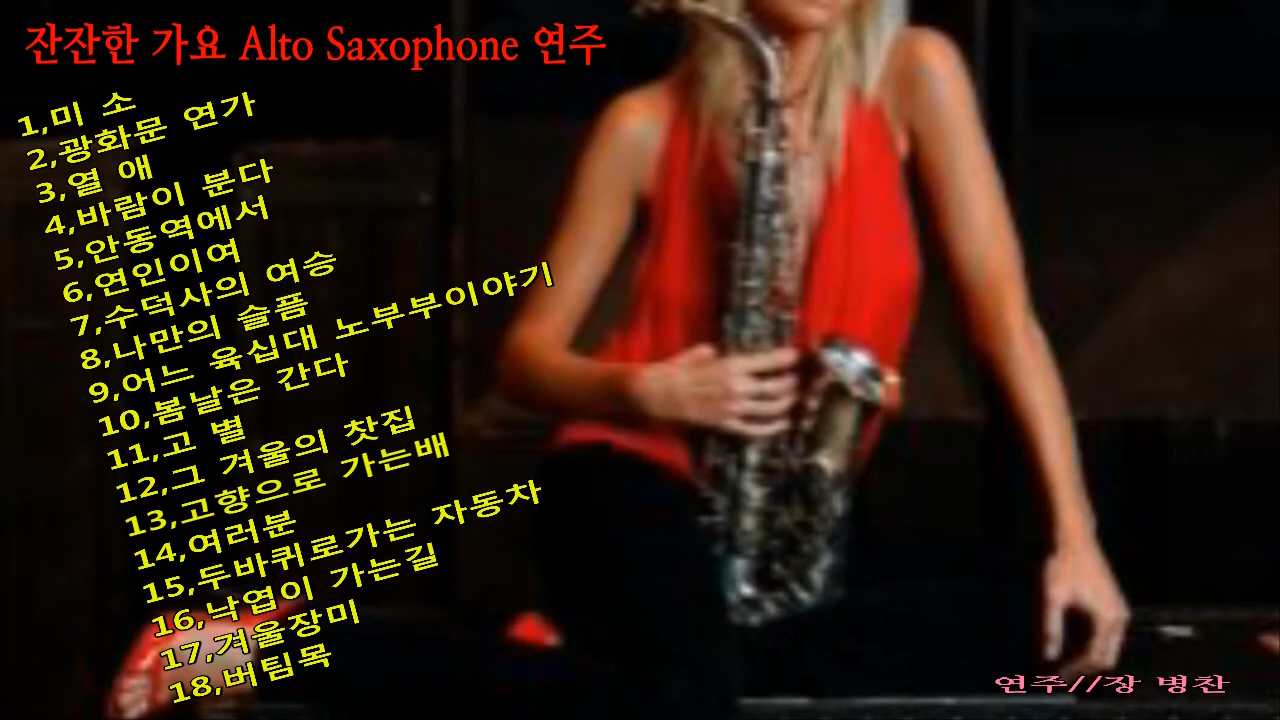 잔잔한 가요 Alto Saxophone 연주
1,미 소
2,광화문 연가
3,열 애
4,바람이 분다
5,안동역에서
6,연인이여
7,수덕사의 여승
8,나만의 슬픔
9,어느 육십대 노부부이야기
10,봄날은 간다
11,고 별
12,그 겨울의 찻집
13,고향으로 가는배
14,여러분
15,두바퀴로가는 자동차
16,낙엽이 가는길
17,겨울장미
18,버팀목
연주//장 병찬